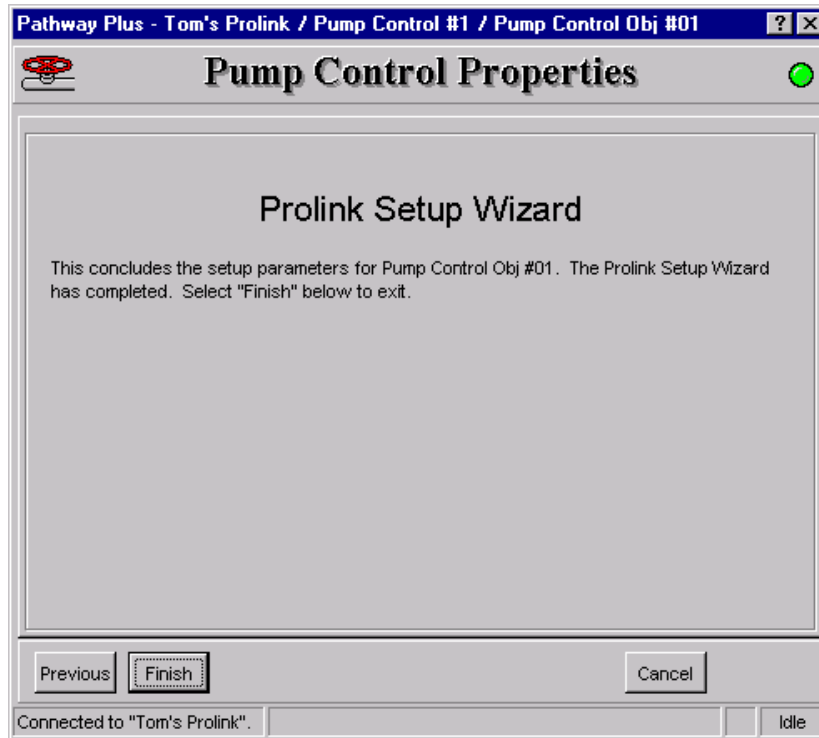 Pathway Plus - Tom's Prolink / Pump Control #1 / Pump Control Obj #01
Pump Control Properties
Prolink Setup Wizard
This concludes the setup parameters for Pump Control Obj #01.  The Prolink Setup Wizard
has completed.  Select "Finish" below to exit.
Previous Finish Cancel
Connected to "Tom's Prolink". Idle